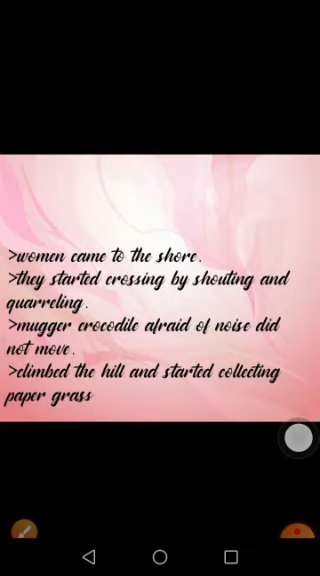 >women came to the shore.
>they started crossing by shouting and
quarreling.
>mugger crocodile afraid of noise did
not move.
>climbed the hill and started collecting
paper grass